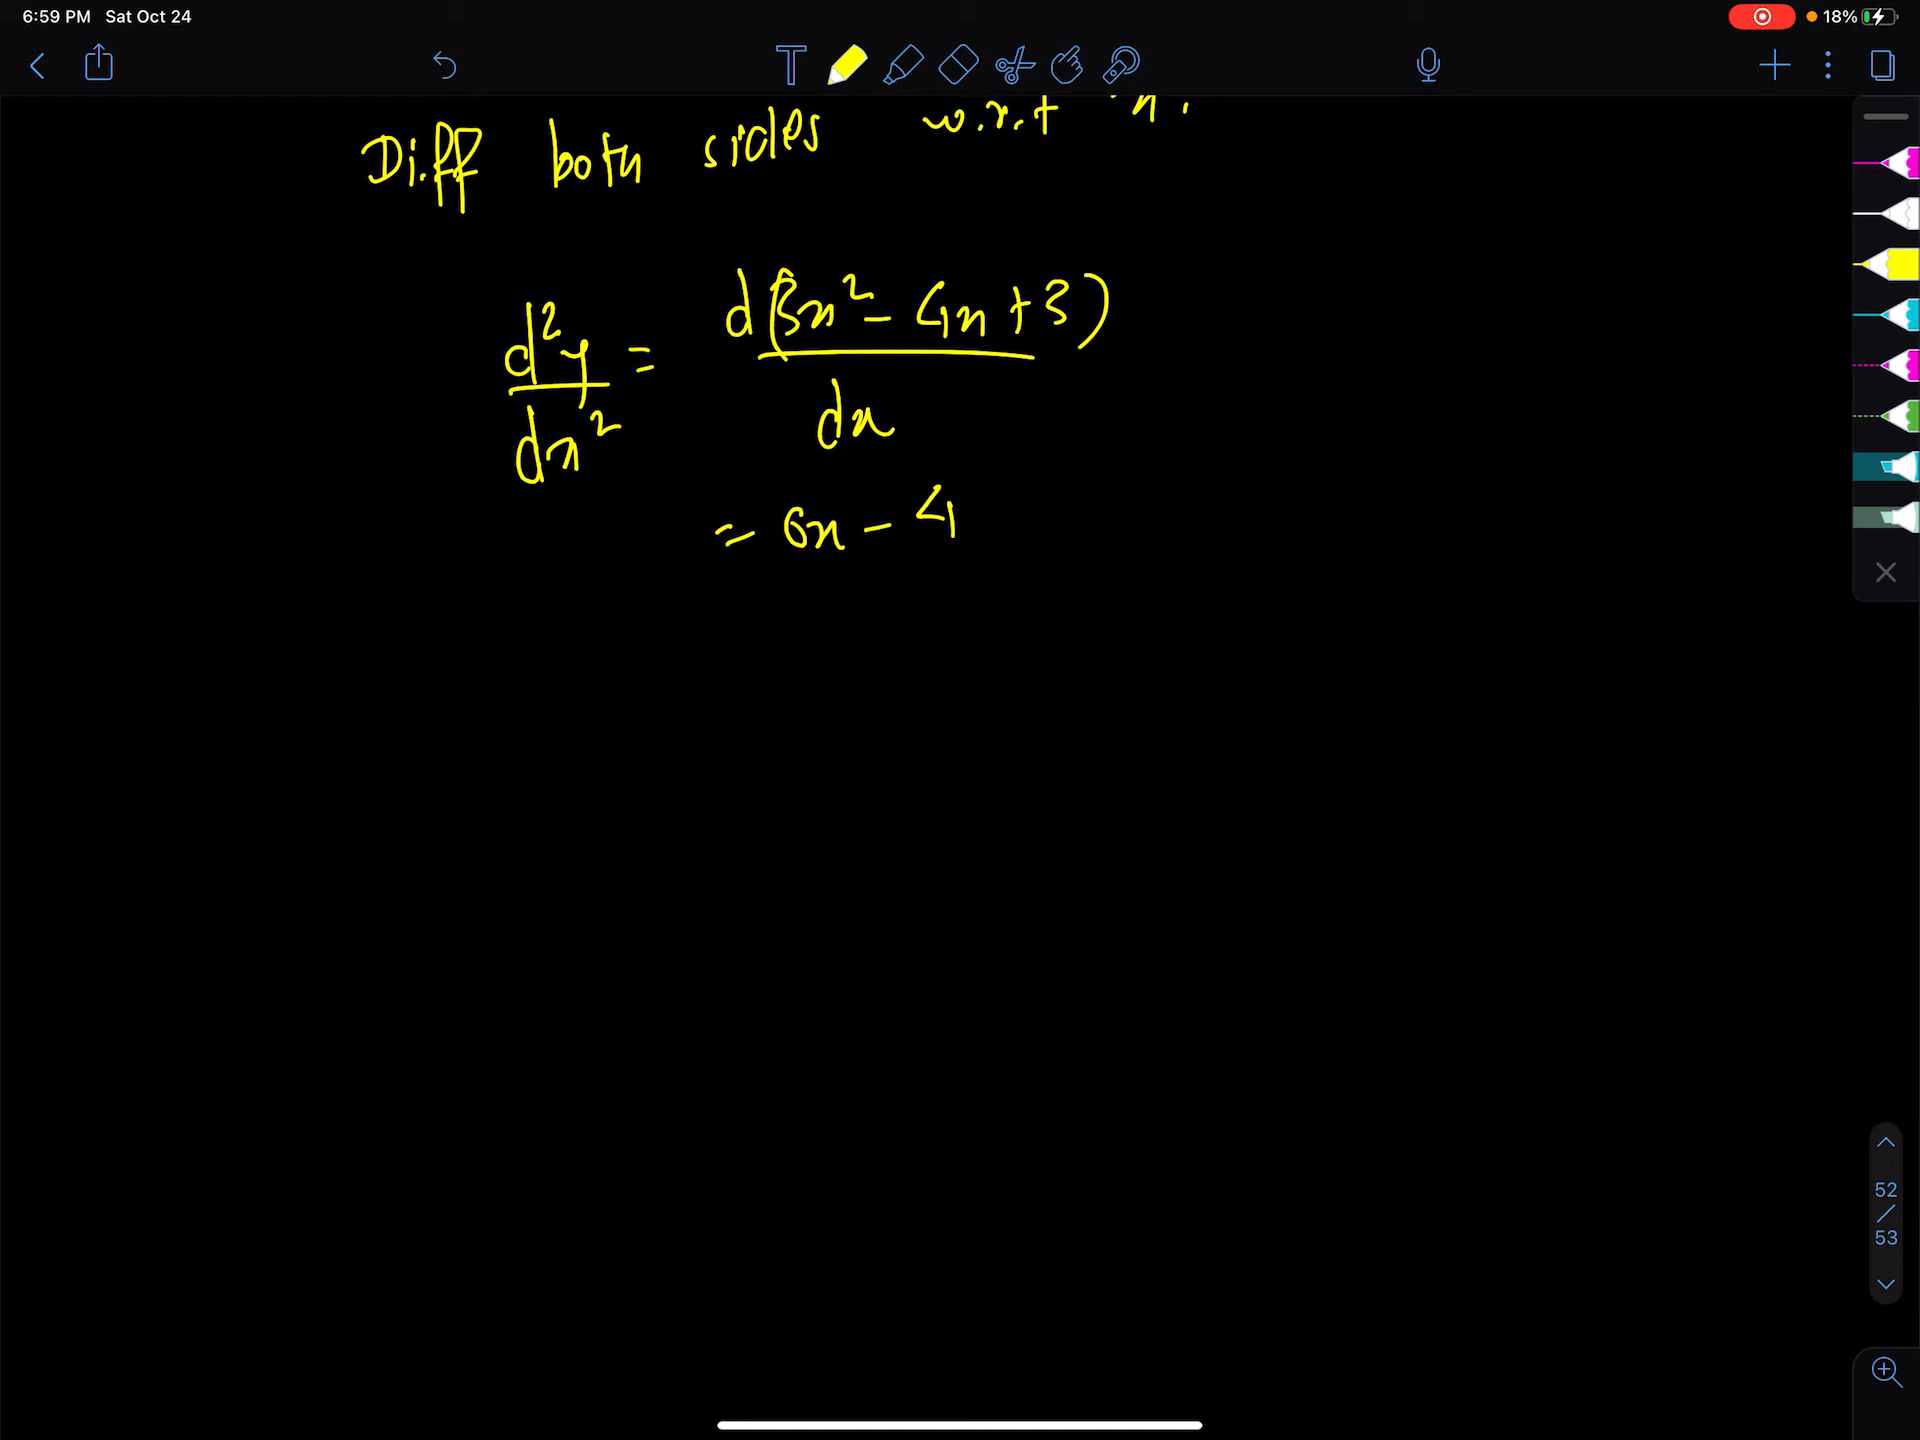 6:59 PM Sat Oct 24
18%
Diff both sides w.r.t 'x'
d²y/dx² = d(3x² - 4x + 3)/dx
= 6x - 4
52
/
53